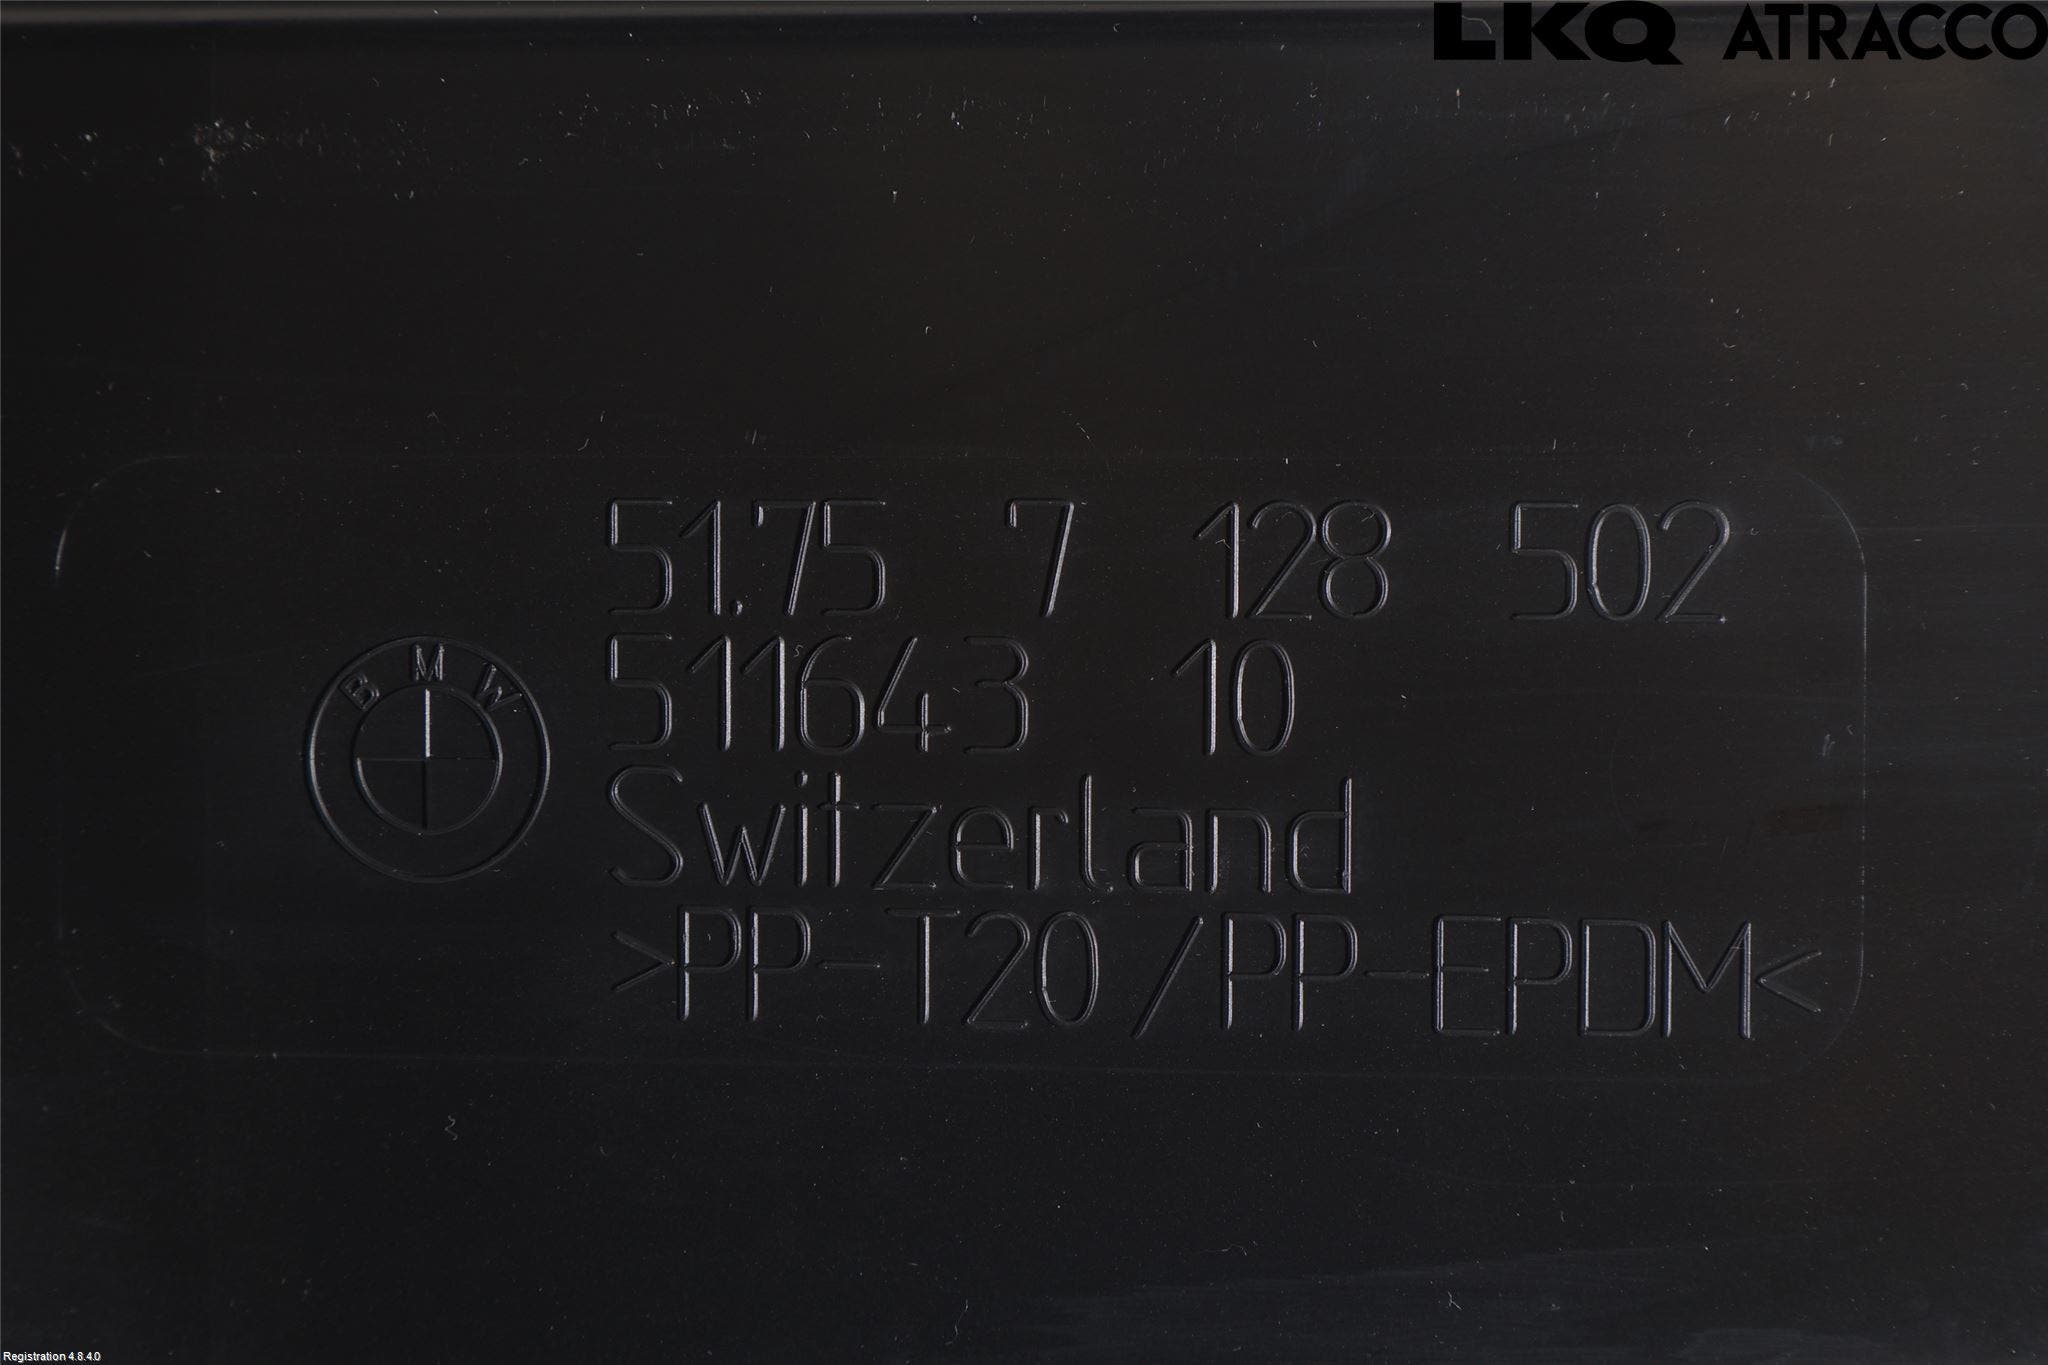 LKQ ATRACCO
51.75 7 128 502
511643 10
BMW
Switzerland
>PP-T20/PP-EPDM<
Registration 4.8.4.0